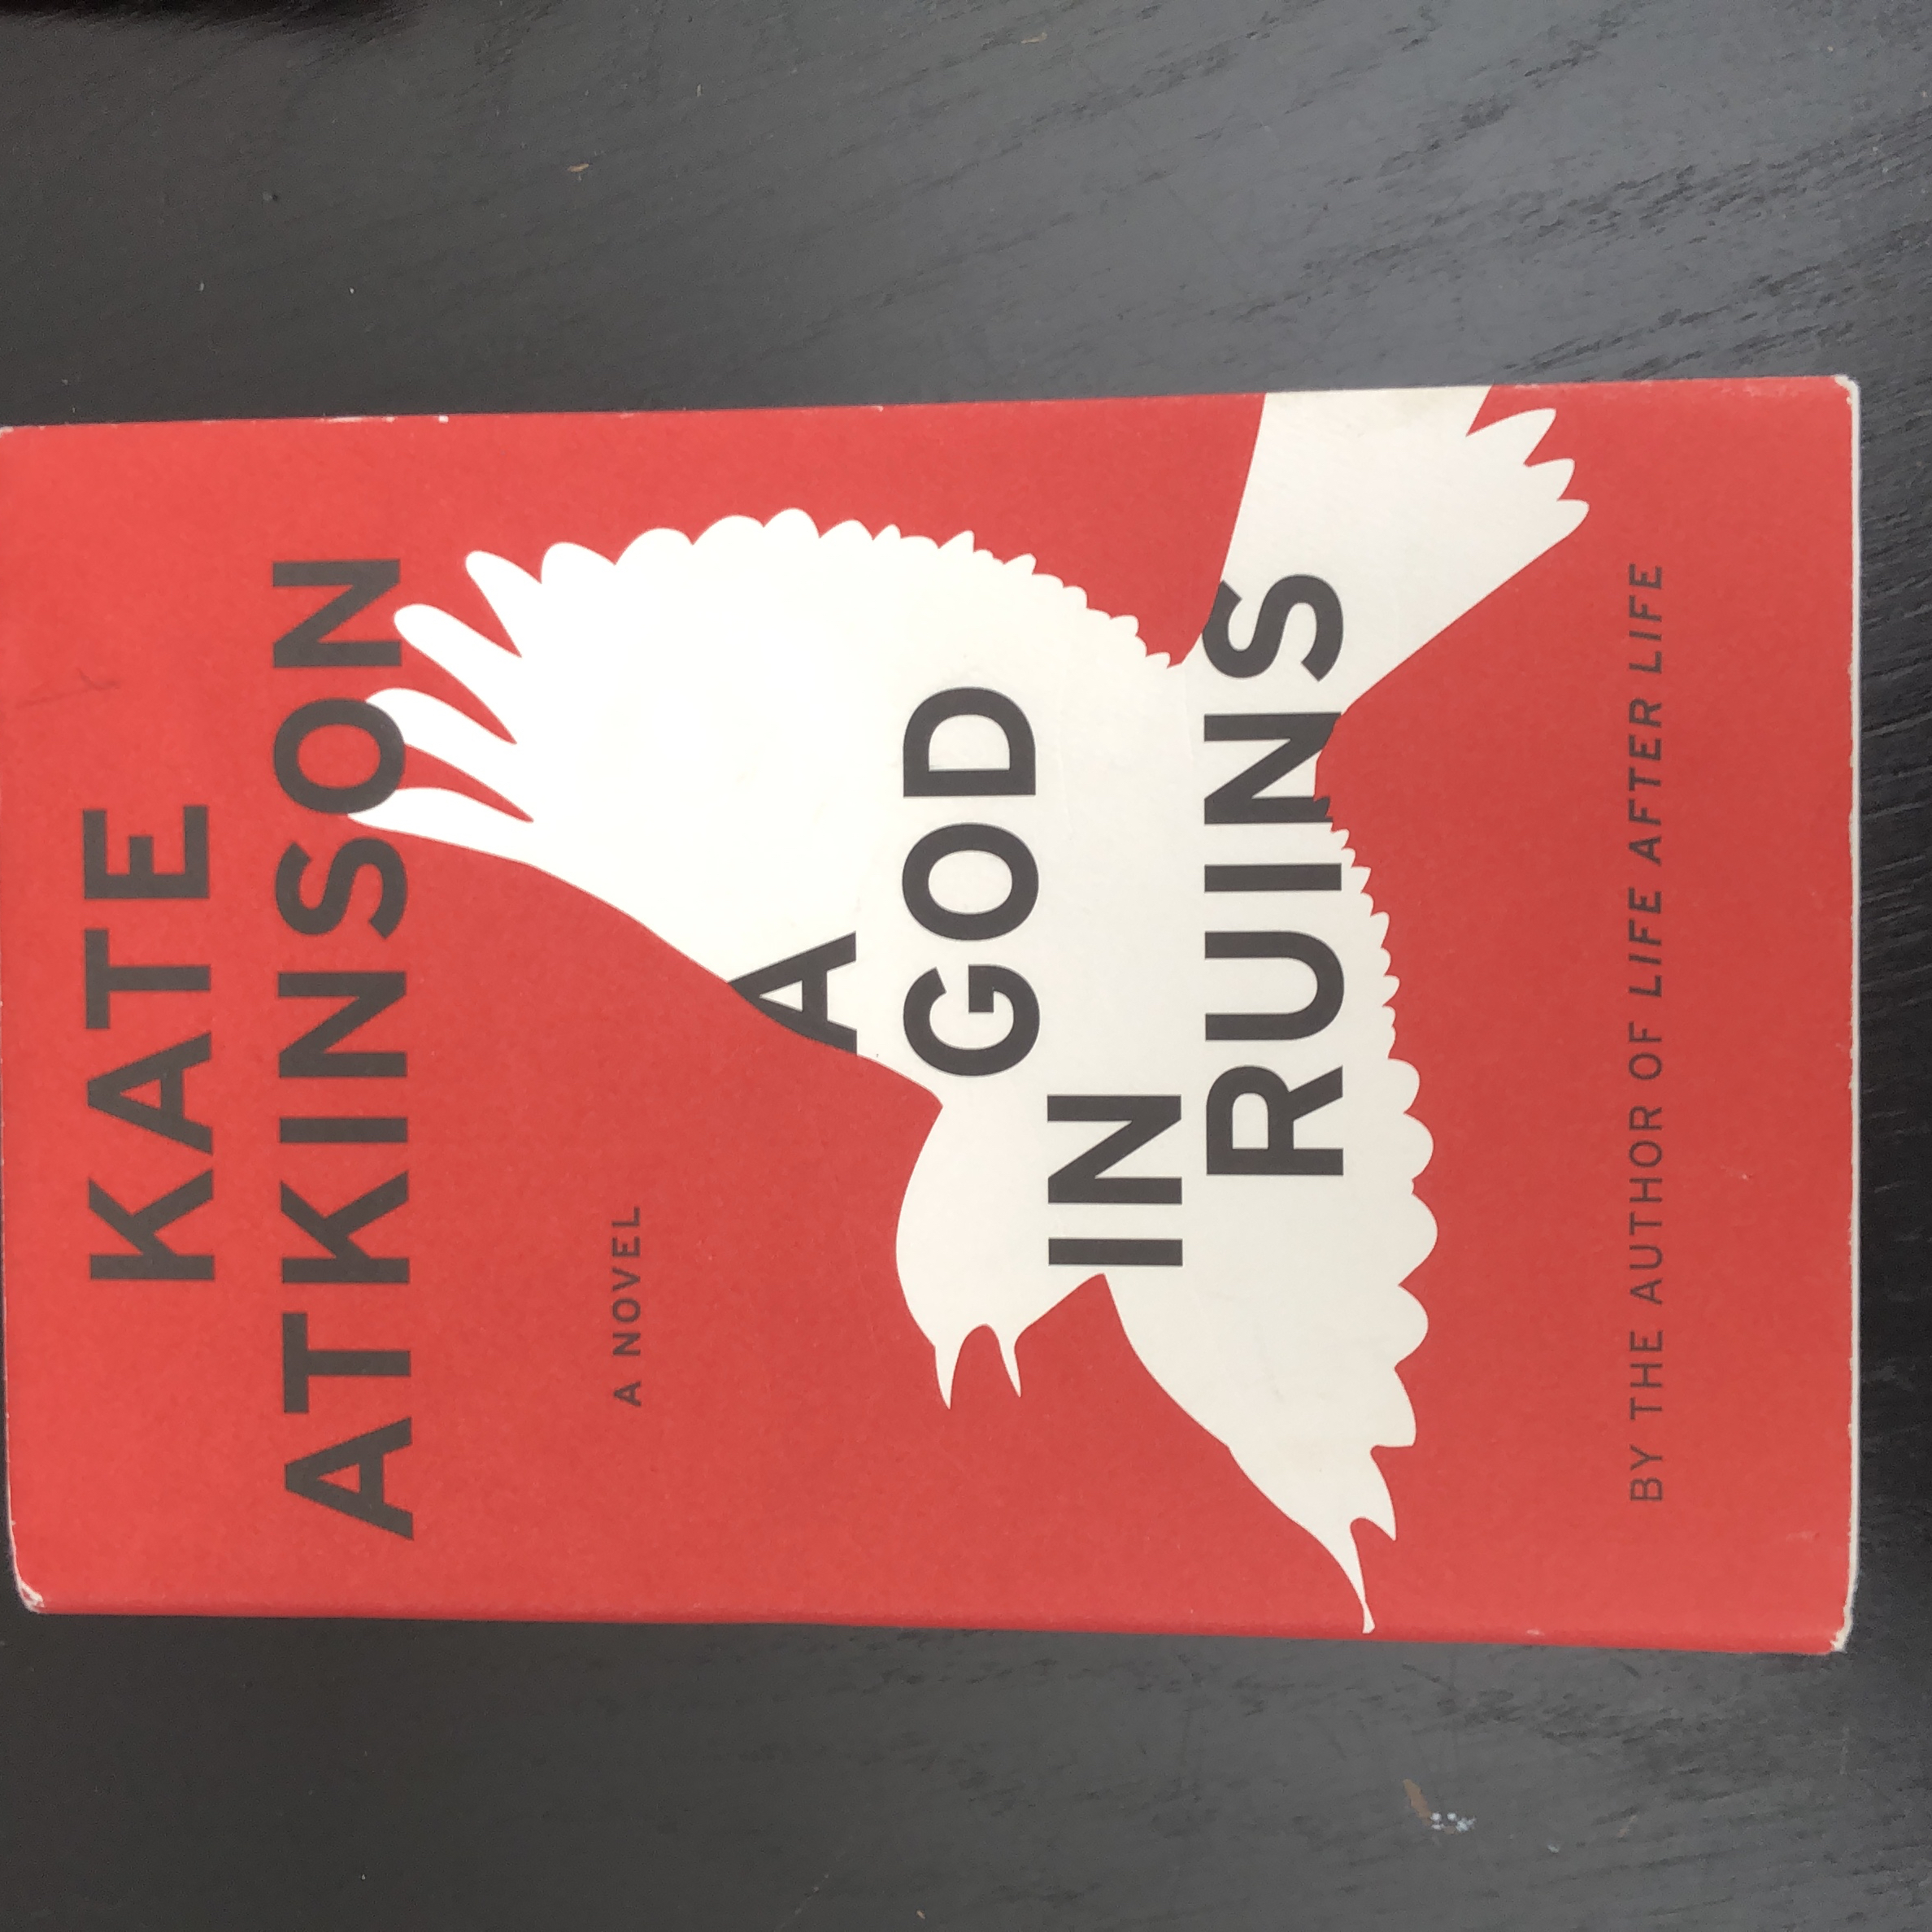 KATE
ATKINSON
A NOVEL
A
GOD
IN
RUINS
BY THE AUTHOR OF LIFE AFTER LIFE